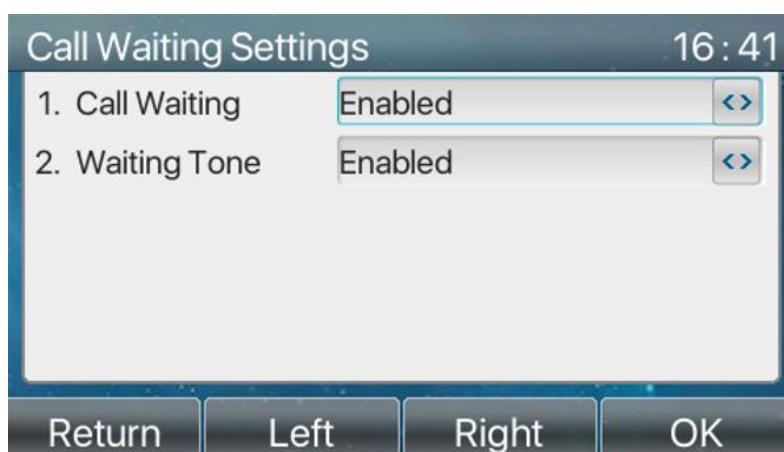 Call Waiting Settings 16:41
1. Call Waiting Enabled <>
2. Waiting Tone Enabled <>
Return Left Right OK